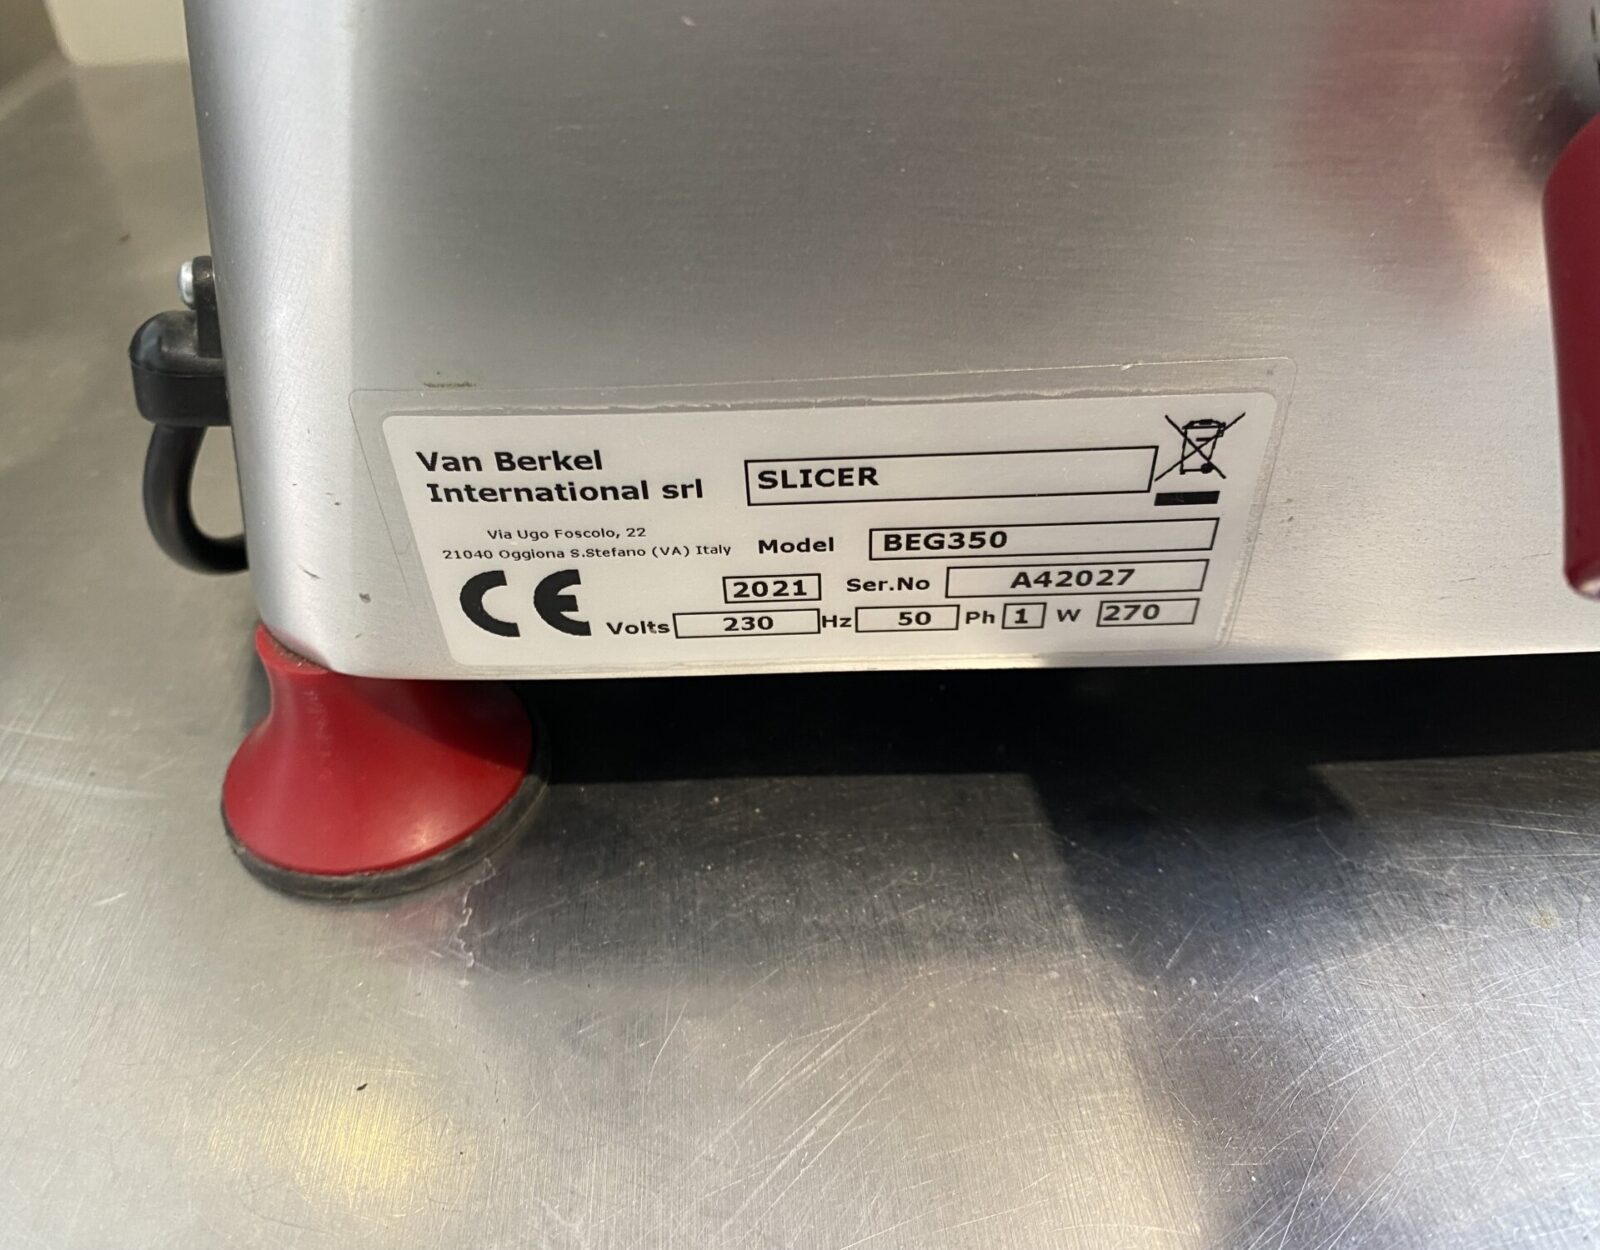 Van Berkel
International srl
SLICER
Via Ugo Foscolo, 22
21040 Oggiona S.Stefano (VA) Italy
Model BEG350
CE
2021 Ser.No A42027
Volts 230 Hz 50 Ph 1 W 270